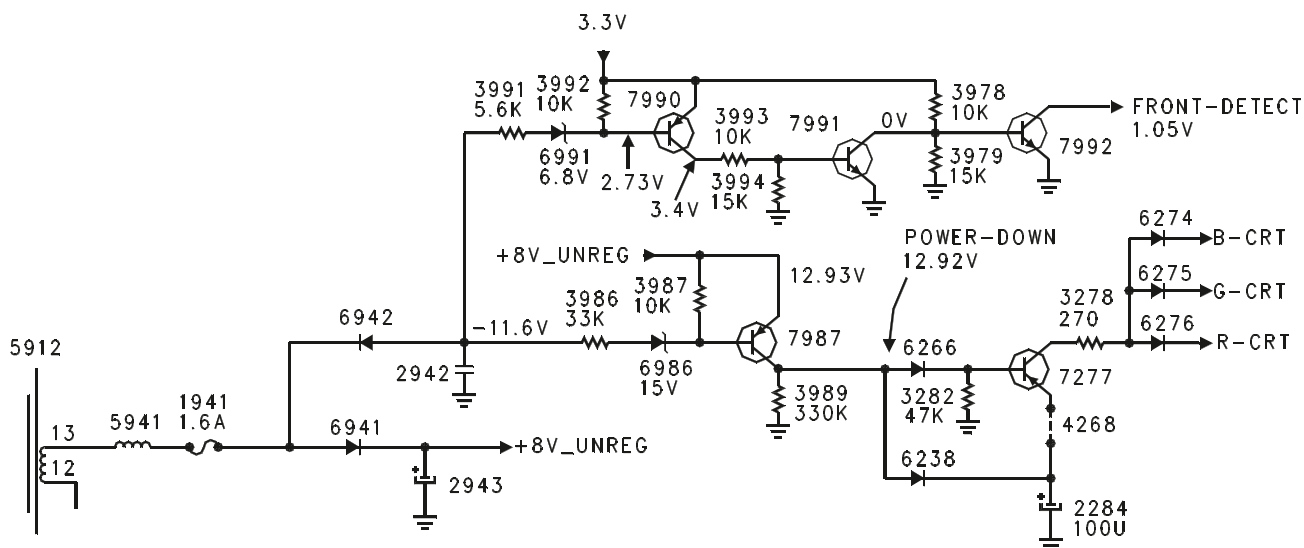 3.3V
3991
5.6K
3992
10K
7990
3993
10K
7991
0V
3978
10K
FRONT-DETECT
1.05V
7992
6991
6.8V
2.73V
3994
15K
3.4V
3979
15K
+8V_UNREG
12.93V
POWER-DOWN
12.92V
6274
B-CRT
6275
G-CRT
3278
270
6276
R-CRT
3986
33K
3987
10K
7987
6942
-11.6V
6986
15V
6266
7277
5912
2942
3989
330K
3282
47K
4268
1941
1.6A
5941
13
12
6941
+8V_UNREG
2943
6238
2284
100U